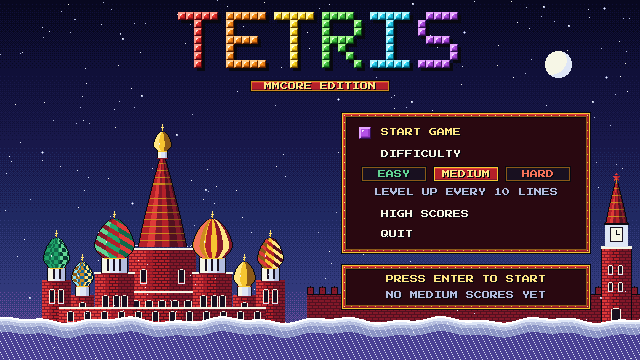 TETRIS
MMCORE EDITION
START GAME
DIFFICULTY
EASY MEDIUM HARD
LEVEL UP EVERY 10 LINES
HIGH SCORES
QUIT
PRESS ENTER TO START
NO MEDIUM SCORES YET